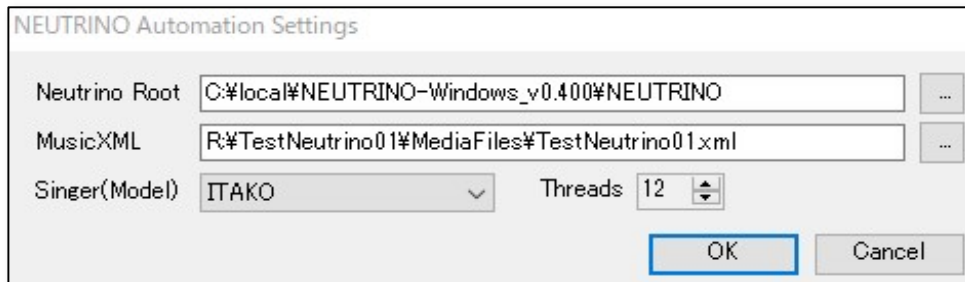 NEUTRINO Automation Settings
Neutrino Root C:¥local¥NEUTRINO-Windows_v0.400¥NEUTRINO ...
MusicXML R:¥TestNeutrino01¥MediaFiles¥TestNeutrino01.xml ...
Singer(Model) ITAKO Threads 12
OK Cancel